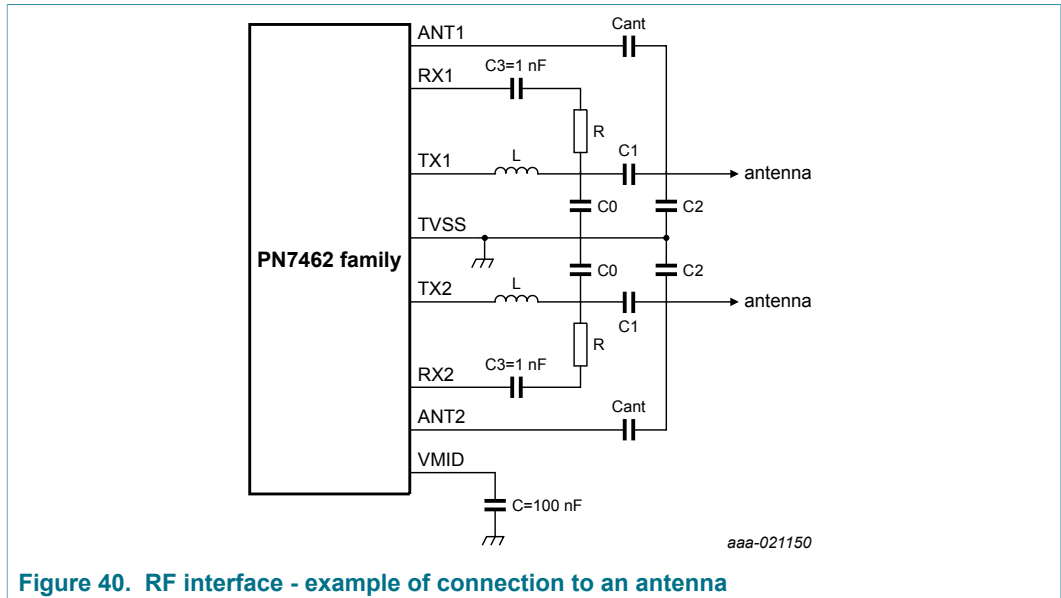 ANT1
Cant
RX1
C3=1 nF
R
TX1
L
C1
antenna
C0
C2
TVSS
PN7462 family
C0
C2
TX2
L
antenna
C1
R
RX2
C3=1 nF
Cant
ANT2
VMID
C=100 nF
aaa-021150
Figure 40. RF interface - example of connection to an antenna